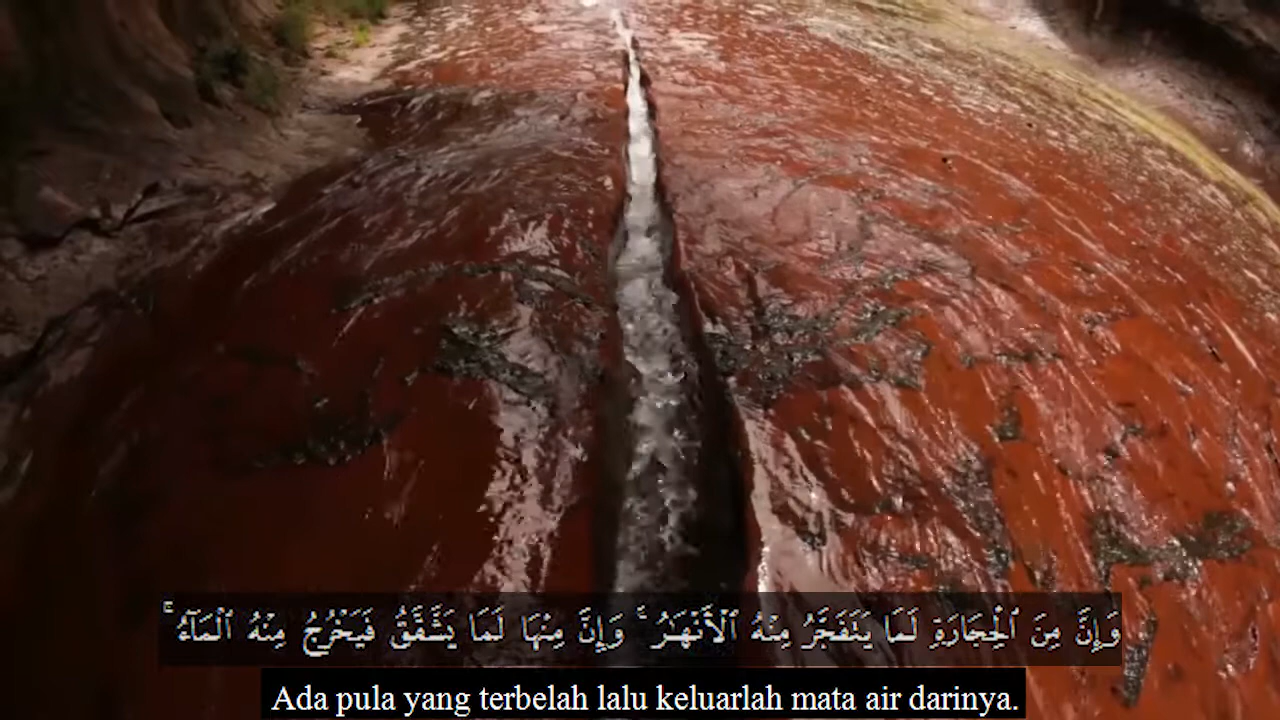 وَإِنَّ مِنَ ٱلْحِجَارَةِ لَمَا يَتَفَجَّرُ مِنْهُ ٱلْأَنْهَـٰرُ ۚ وَإِنَّ مِنْهَا لَمَا يَشَّقَّقُ فَيَخْرُجُ مِنْهُ ٱلْمَآءُ ۚ
Ada pula yang terbelah lalu keluarlah mata air darinya.